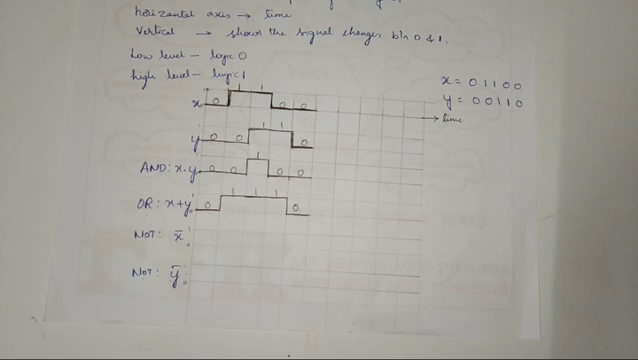 horizontal axis → time
vertical → shows the signal changes b/n 0 & 1.
Low level - logic 0
high level - logic 1
x = 0 1 1 0 0
y = 0 0 1 1 0
x 0 1 1 0 0
time
y 0 0 1 1 0
AND: x.y 0 0 1 0 0
OR: x+y 0 1 1 1 0
NOT: x̄
NOT: ȳ